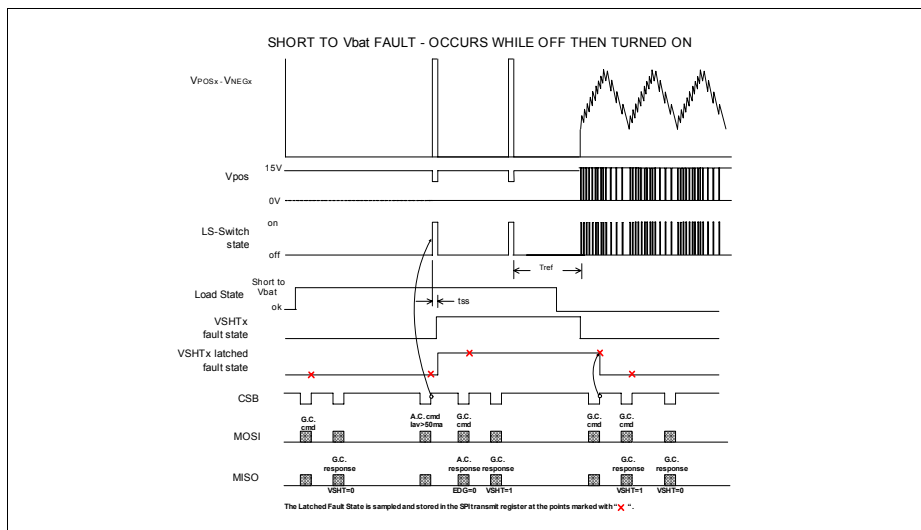 SHORT TO Vbat FAULT - OCCURS WHILE OFF THEN TURNED ON
VPOSx - VNEGx
15V
Vpos
0V
on
LS-Switch
state
off
Tref
Short to
Vbat
Load State
ok
tss
VSHTx
fault state
VSHTx latched
fault state
CSB
G.C.
cmd
A.C. cmd
Iav>50ma
G.C.
cmd
G.C.
cmd
G.C.
cmd
MOSI
G.C.
response
A.C.
response
G.C.
response
G.C.
response
G.C.
response
MISO
VSHT=0
EDG=0
VSHT=1
VSHT=1
VSHT=0
The Latched Fault State is sampled and stored in the SPI transmit register at the points marked with "X ".